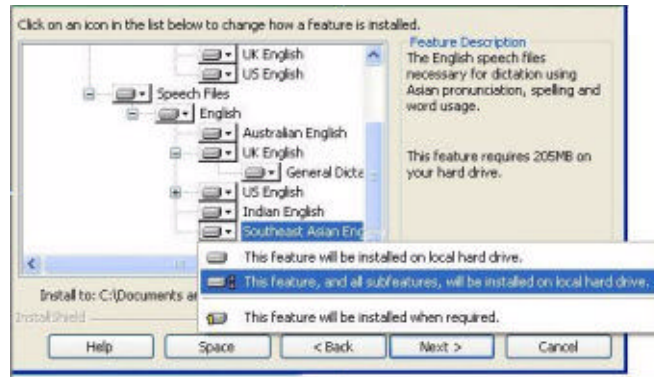 Click on an icon in the list below to change how a feature is installed.
UK English
US English
Speech Files
English
Australian English
UK English
General Dicta
US English
Indian English
Southeast Asian Eng
Feature Description
The English speech files
necessary for dictation using
Asian pronunciation, spelling and
word usage.
This feature requires 205MB on
your hard drive.
This feature will be installed on local hard drive.
This feature, and all subfeatures, will be installed on local hard drive.
This feature will be installed when required.
Install to: C:\Documents ar
InstallShield
Help
Space
< Back
Next >
Cancel